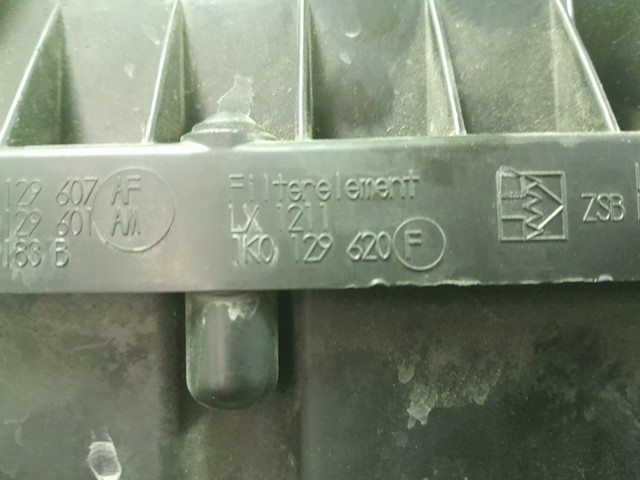 129 607 AF
129 601 AM
183 B
Filterelement
LX 1211
1K0 129 620 F
ZSB